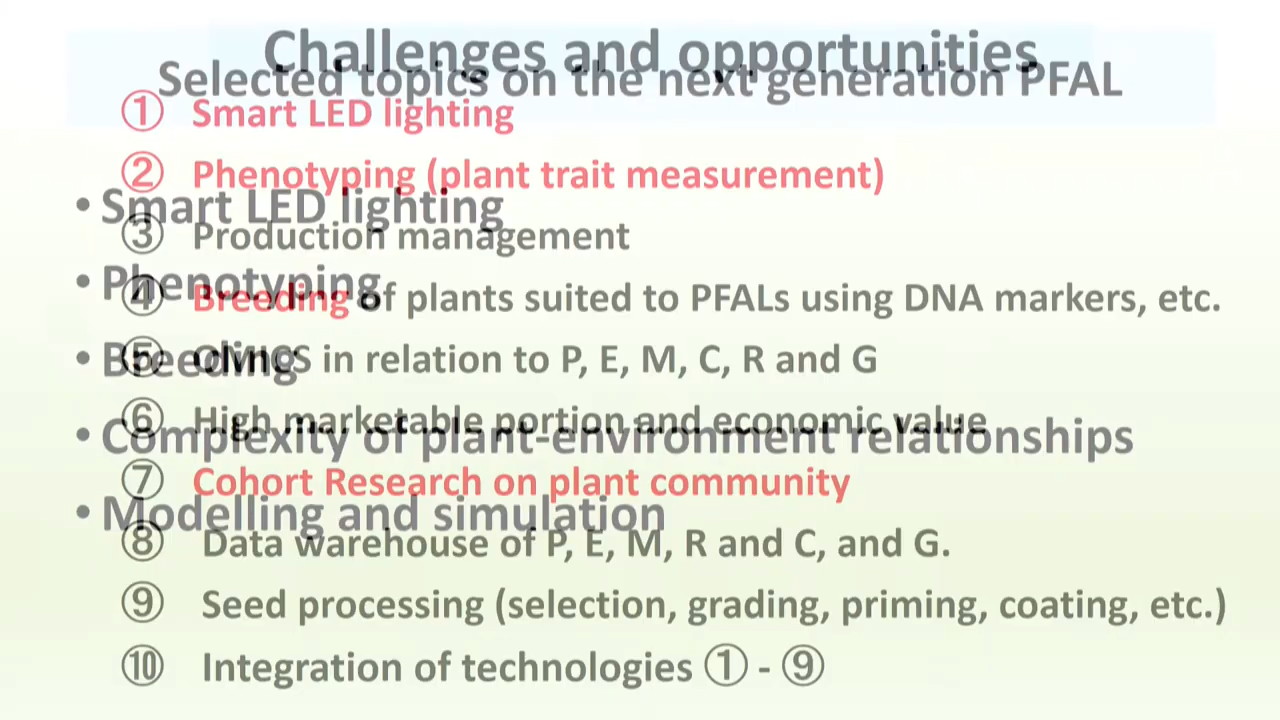 Challenges and opportunities
Selected topics on the next generation PFAL
① Smart LED lighting
② Phenotyping (plant trait measurement)
• Smart LED lighting
③ Production management
• Phenotyping
④ Breeding of plants suited to PFALs using DNA markers, etc.
• Breeding
⑤ OMICS in relation to P, E, M, C, R and G
⑥ High marketable portion and economic value
• Complexity of plant-environment relationships
⑦ Cohort Research on plant community
• Modelling and simulation
⑧ Data warehouse of P, E, M, R and C, and G.
⑨ Seed processing (selection, grading, priming, coating, etc.)
⑩ Integration of technologies ① - ⑨